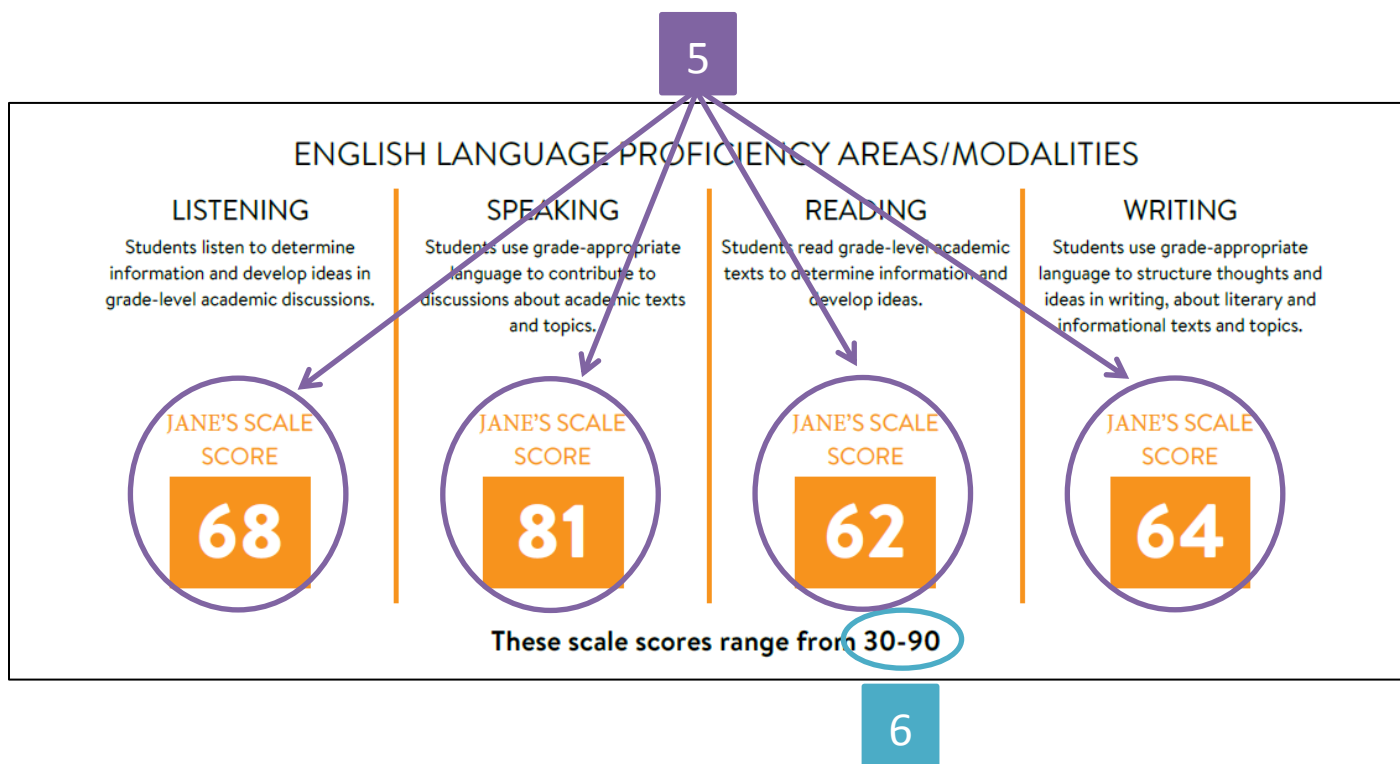 5
ENGLISH LANGUAGE PROFICIENCY AREAS/MODALITIES
LISTENING
Students listen to determine
information and develop ideas in
grade-level academic discussions.
JANE'S SCALE
SCORE
68
SPEAKING
Students use grade-appropriate
language to contribute to
discussions about academic texts
and topics.
JANE'S SCALE
SCORE
81
READING
Students read grade-level academic
texts to determine information and
develop ideas.
JANE'S SCALE
SCORE
62
WRITING
Students use grade-appropriate
language to structure thoughts and
ideas in writing, about literary and
informational texts and topics.
JANE'S SCALE
SCORE
64
These scale scores range from 30-90
6